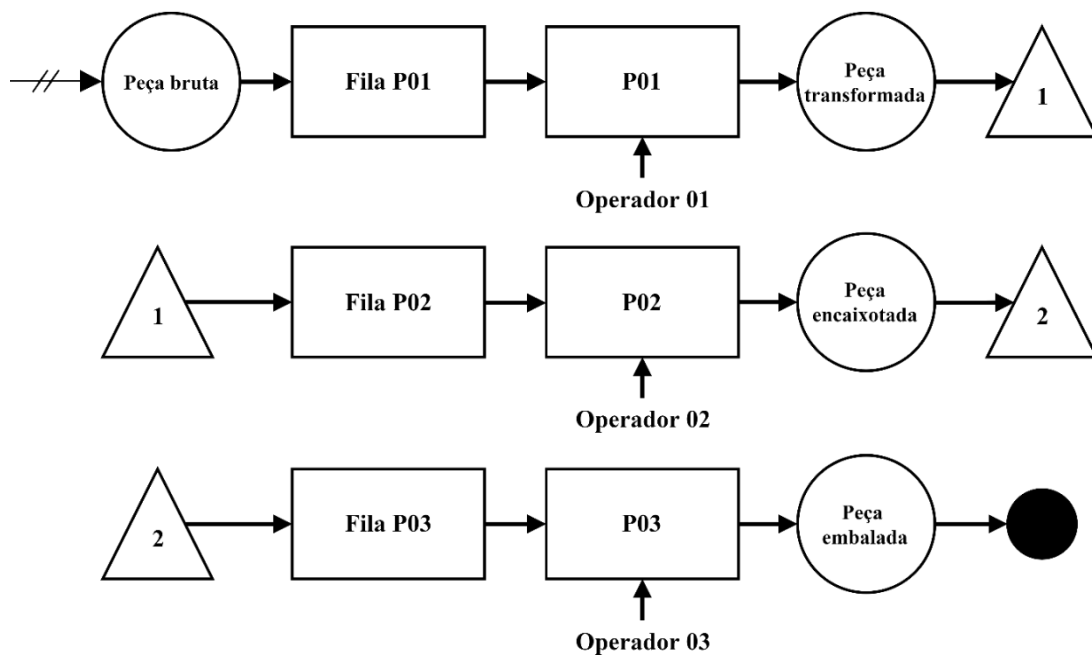 Peça bruta
Fila P01
P01
Peça
transformada
1
Operador 01
1
Fila P02
P02
Peça
encaixotada
2
Operador 02
2
Fila P03
P03
Peça
embalada
Operador 03